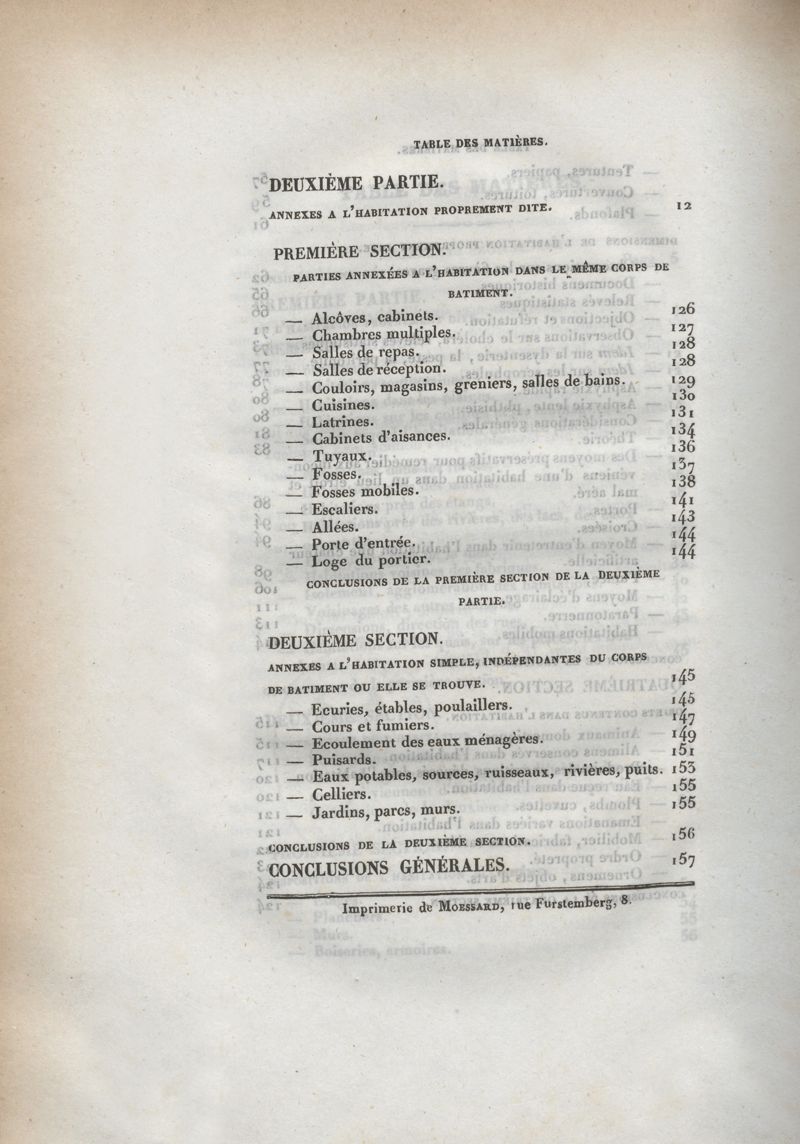 TABLE DES MATIÈRES.
DEUXIÈME PARTIE.
ANNEXES A L'HABITATION PROPREMENT DITE. 12
PREMIÈRE SECTION.
PARTIES ANNEXÉES A L'HABITATION DANS LE MÊME CORPS DE
BATIMENT.
— Alcôves, cabinets. 126
— Chambres multiples. 127
— Salles de repas. 128
— Salles de réception. 128
— Couloirs, magasins, greniers, salles de bains. 129
— Cuisines. 130
— Latrines. 131
— Cabinets d'aisances. 134
— Tuyaux. 136
— Fosses. 137
— Fosses mobiles. 138
— Escaliers. 141
— Allées. 143
— Porte d'entrée. 144
— Loge du portier. 144
CONCLUSIONS DE LA PREMIÈRE SECTION DE LA DEUXIÈME
PARTIE.
DEUXIÈME SECTION.
ANNEXES A L'HABITATION SIMPLE, INDÉPENDANTES DU CORPS
DE BATIMENT OU ELLE SE TROUVE. 145
— Ecuries, étables, poulaillers. 145
— Cours et fumiers. 147
— Ecoulement des eaux ménagères. 149
— Puisards. 151
— Eaux potables, sources, ruisseaux, rivières, puits. 153
— Celliers. 155
— Jardins, parcs, murs. 155
CONCLUSIONS DE LA DEUXIÈME SECTION. 156
CONCLUSIONS GÉNÉRALES. 157
Imprimerie de MOESSARD, rue Furstemberg, 8.